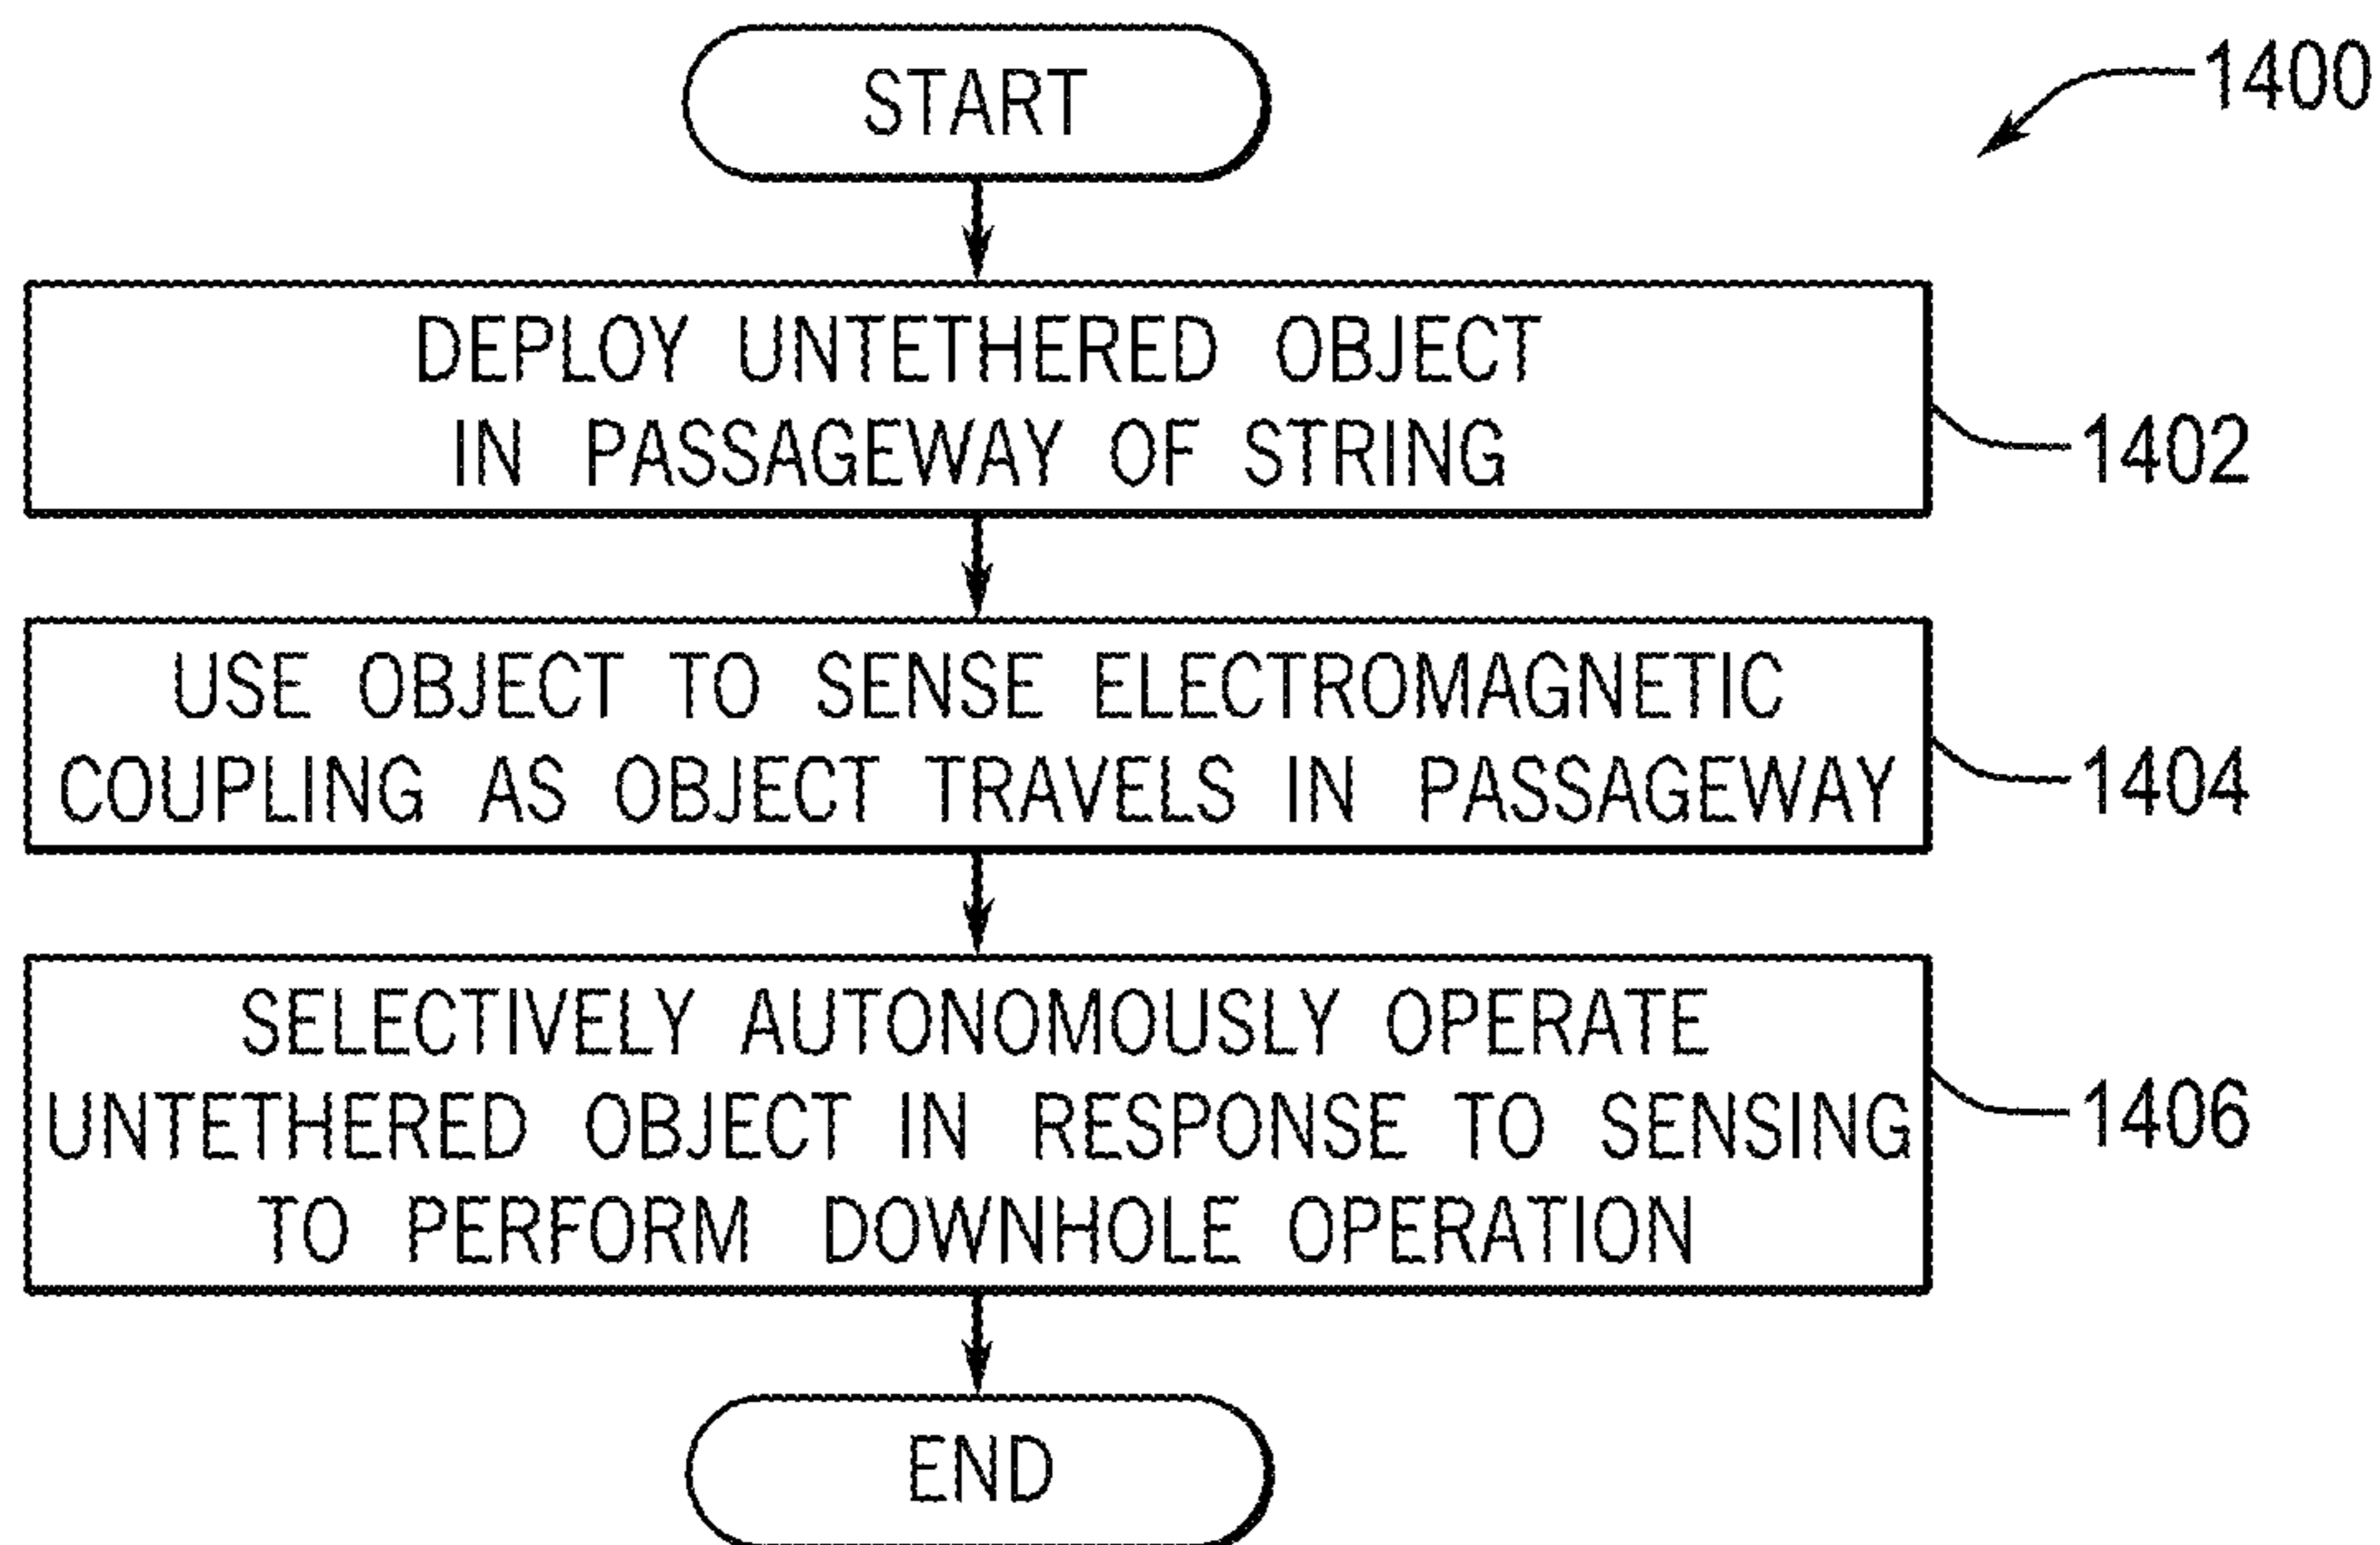 START
1400
DEPLOY UNTETHERED OBJECT
IN PASSAGEWAY OF STRING
1402
USE OBJECT TO SENSE ELECTROMAGNETIC
COUPLING AS OBJECT TRAVELS IN PASSAGEWAY
1404
SELECTIVELY AUTONOMOUSLY OPERATE
UNTETHERED OBJECT IN RESPONSE TO SENSING
TO PERFORM DOWNHOLE OPERATION
1406
END